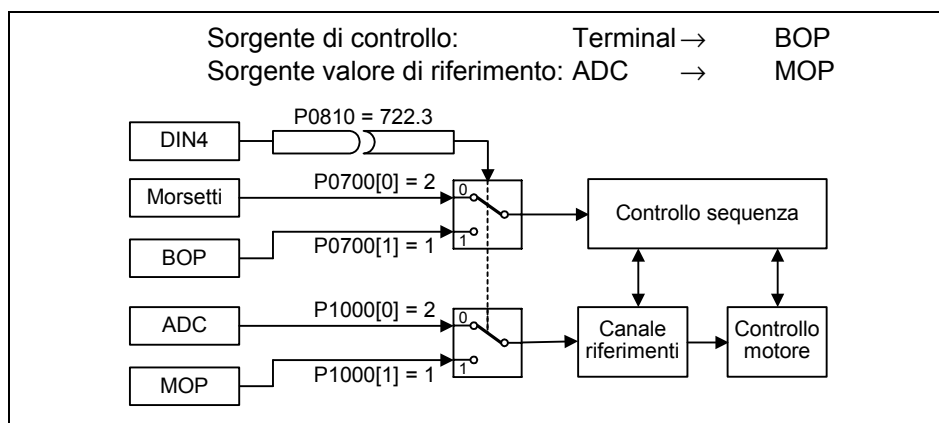 Sorgente di controllo: Terminal → BOP
Sorgente valore di riferimento: ADC → MOP
P0810 = 722.3
DIN4
Morsetti
P0700[0] = 2
0
1
BOP
P0700[1] = 1
Controllo sequenza
ADC
P1000[0] = 2
0
1
MOP
P1000[1] = 1
Canale
riferimenti
Controllo
motore